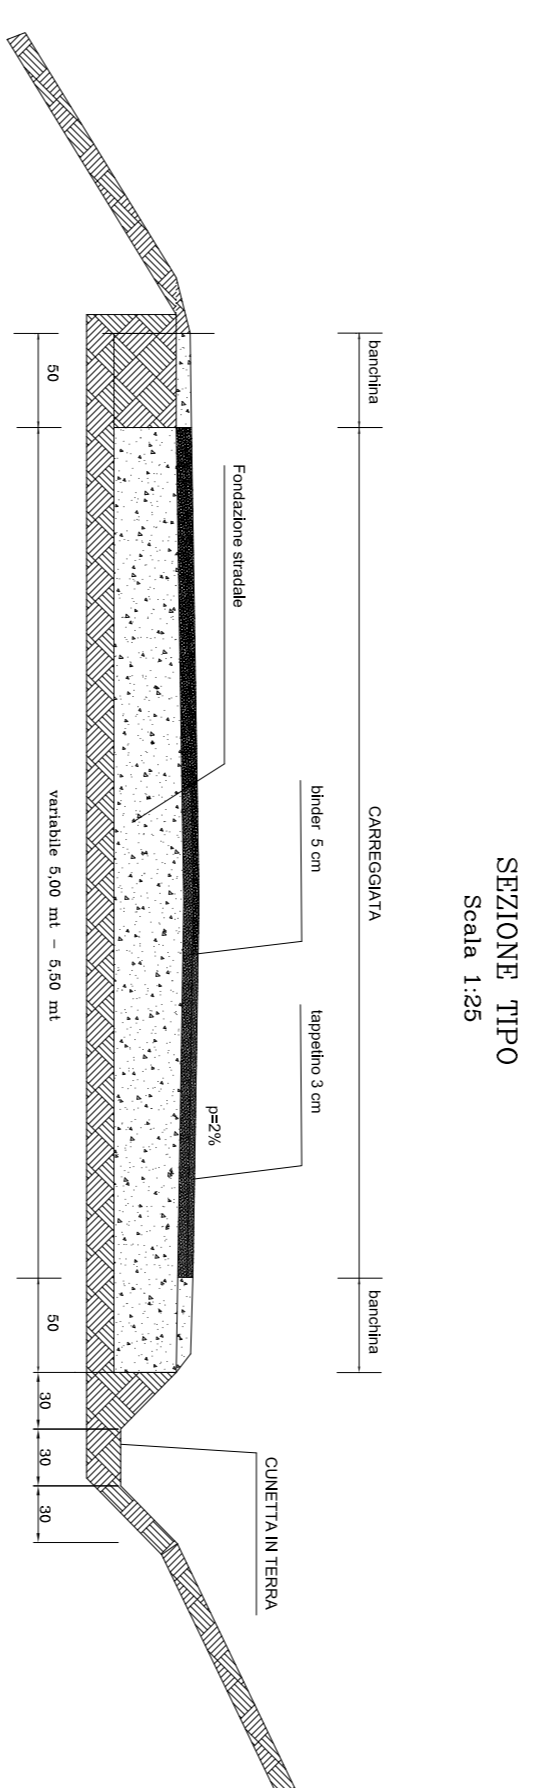 SEZIONE TIPO
Scala 1:25
banchina
CARREGGIATA
banchina
binder 5 cm
tappetino 3 cm
Fondazione stradale
p=2%
CUNETTA IN TERRA
50
variabile 5,00 mt - 5,50 mt
50
30
30
30